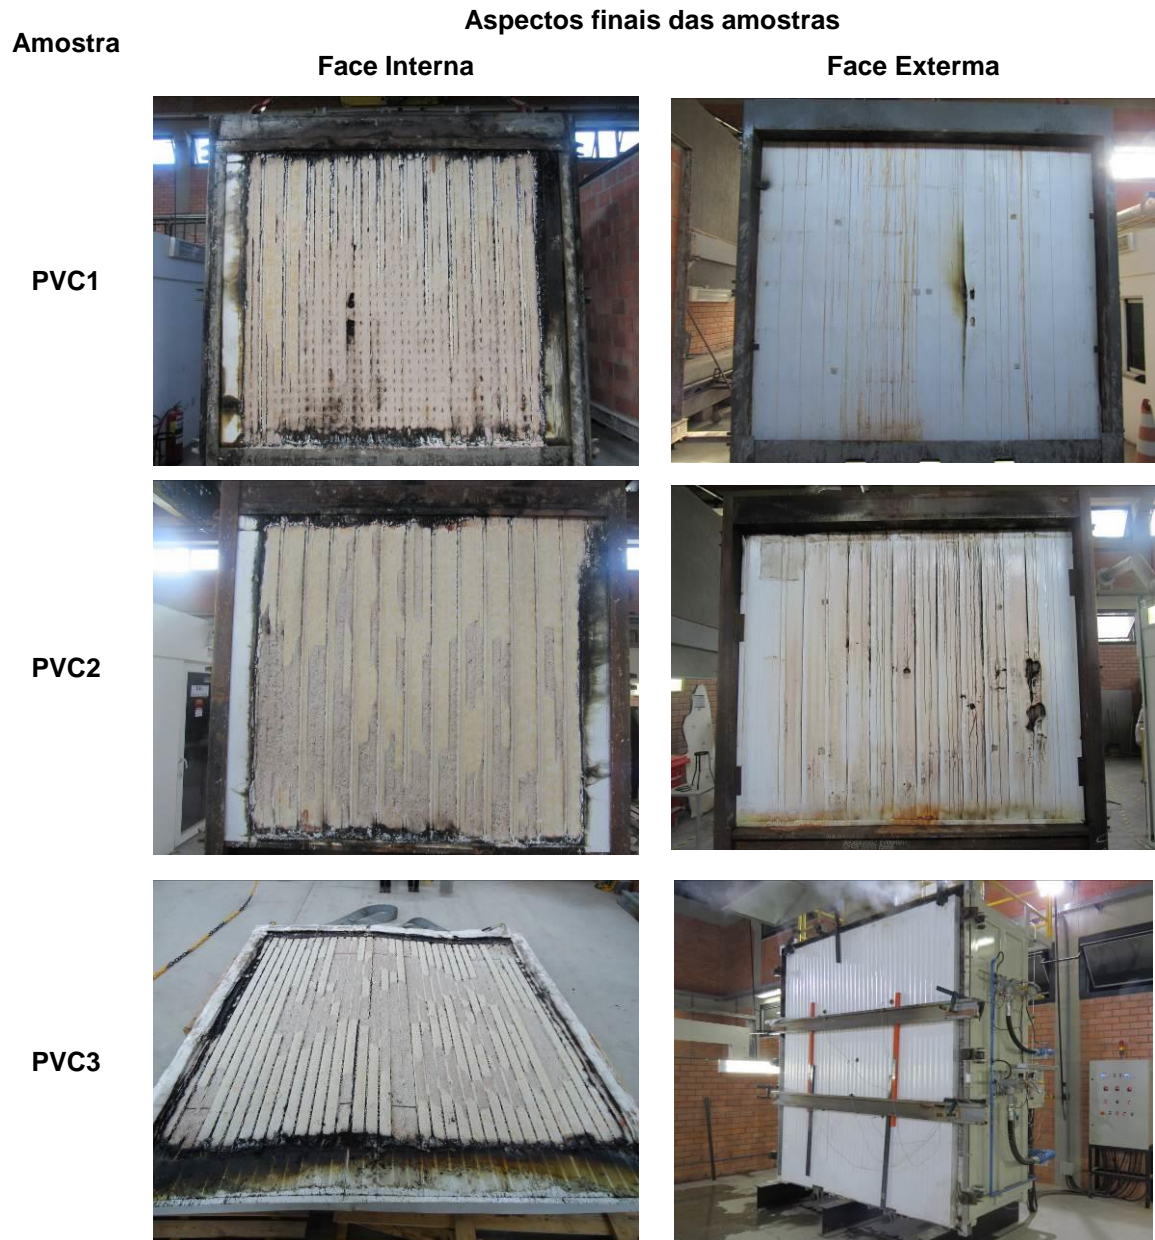 Aspectos finais das amostras
Amostra
Face Interna
Face Exterma
PVC1
PVC2
PVC3